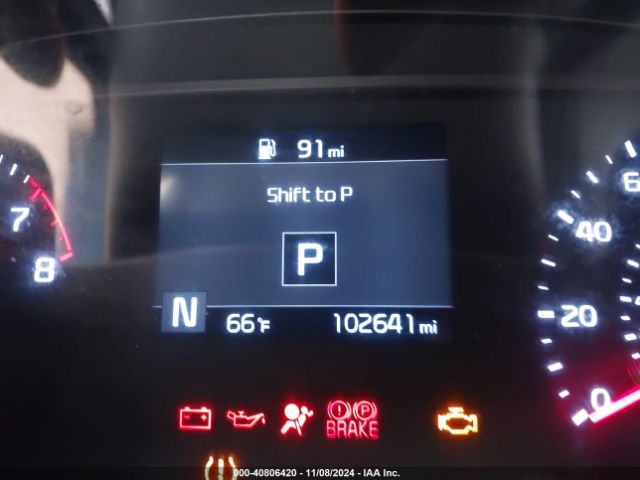 91 mi
Shift to P
P
N 66°F 102641 mi
7
8
60
40
20
0
BRAKE
000-40806420 - 11/08/2024 - IAA Inc.